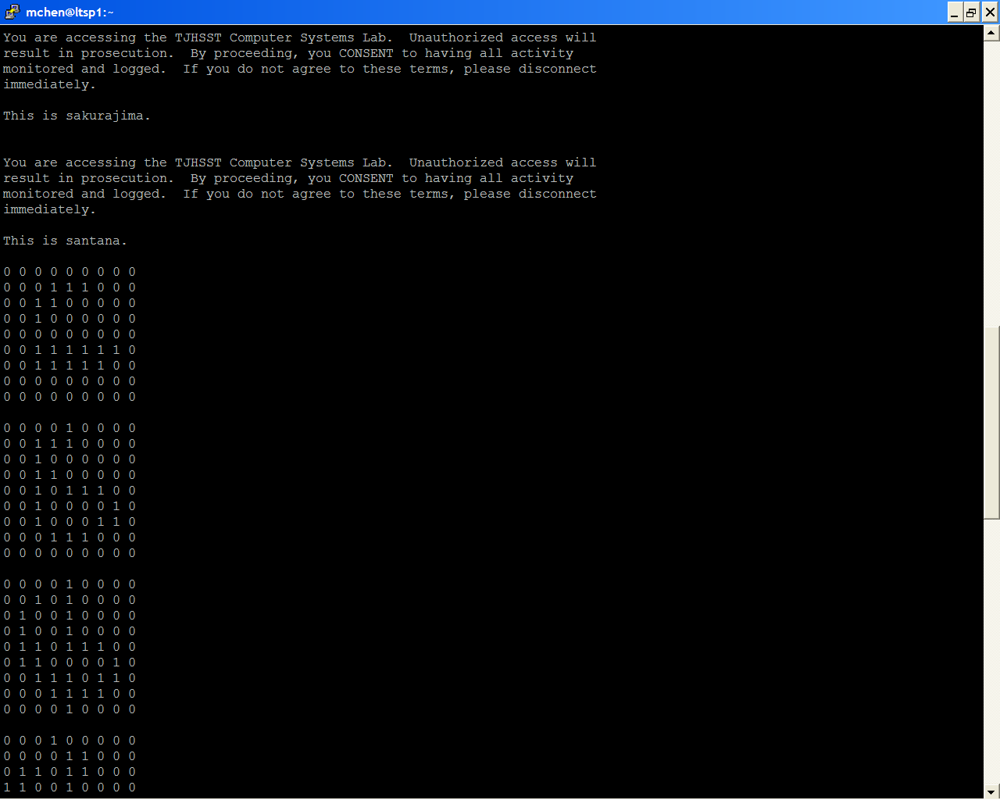 mchen@ltsp1:~
You are accessing the TJHSST Computer Systems Lab.  Unauthorized access will
result in prosecution.  By proceeding, you CONSENT to having all activity
monitored and logged.  If you do not agree to these terms, please disconnect
immediately.
This is sakurajima.
You are accessing the TJHSST Computer Systems Lab.  Unauthorized access will
result in prosecution.  By proceeding, you CONSENT to having all activity
monitored and logged.  If you do not agree to these terms, please disconnect
immediately.
This is santana.
0 0 0 0 0 0 0 0 0
0 0 0 1 1 1 0 0 0
0 0 1 1 0 0 0 0 0
0 0 1 0 0 0 0 0 0
0 0 0 0 0 0 0 0 0
0 0 1 1 1 1 1 1 0
0 0 1 1 1 1 1 0 0
0 0 0 0 0 0 0 0 0
0 0 0 0 0 0 0 0 0
0 0 0 0 1 0 0 0 0
0 0 1 1 1 0 0 0 0
0 0 1 0 0 0 0 0 0
0 0 1 1 0 0 0 0 0
0 0 1 0 1 1 1 0 0
0 0 1 0 0 0 0 1 0
0 0 1 0 0 0 1 1 0
0 0 0 1 1 1 0 0 0
0 0 0 0 0 0 0 0 0
0 0 0 0 1 0 0 0 0
0 0 1 0 1 0 0 0 0
0 1 0 0 1 0 0 0 0
0 1 0 0 1 0 0 0 0
0 1 1 0 1 1 1 0 0
0 1 1 0 0 0 0 1 0
0 0 1 1 1 0 1 1 0
0 0 0 1 1 1 1 0 0
0 0 0 0 1 0 0 0 0
0 0 0 1 0 0 0 0 0
0 0 0 0 1 1 0 0 0
0 1 1 0 1 1 0 0 0
1 1 0 0 1 0 0 0 0